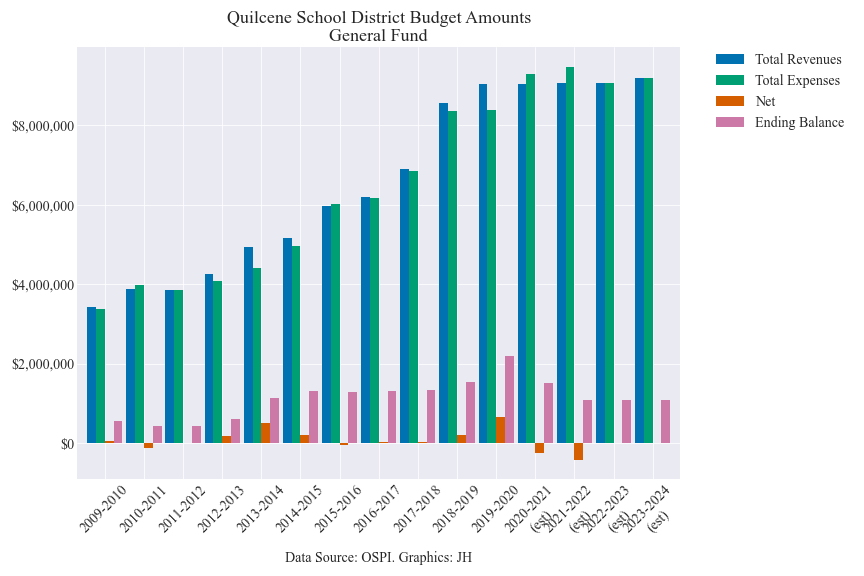 Quilcene School District Budget Amounts
General Fund
Total Revenues
Total Expenses
Net
Ending Balance
$8,000,000
$6,000,000
$4,000,000
$2,000,000
$0
2009-2010
2010-2011
2011-2012
2012-2013
2013-2014
2014-2015
2015-2016
2016-2017
2017-2018
2018-2019
2019-2020
2020-2021
(est)
2021-2022
(est)
2022-2023
(est)
2023-2024
(est)
Data Source: OSPI. Graphics: JH